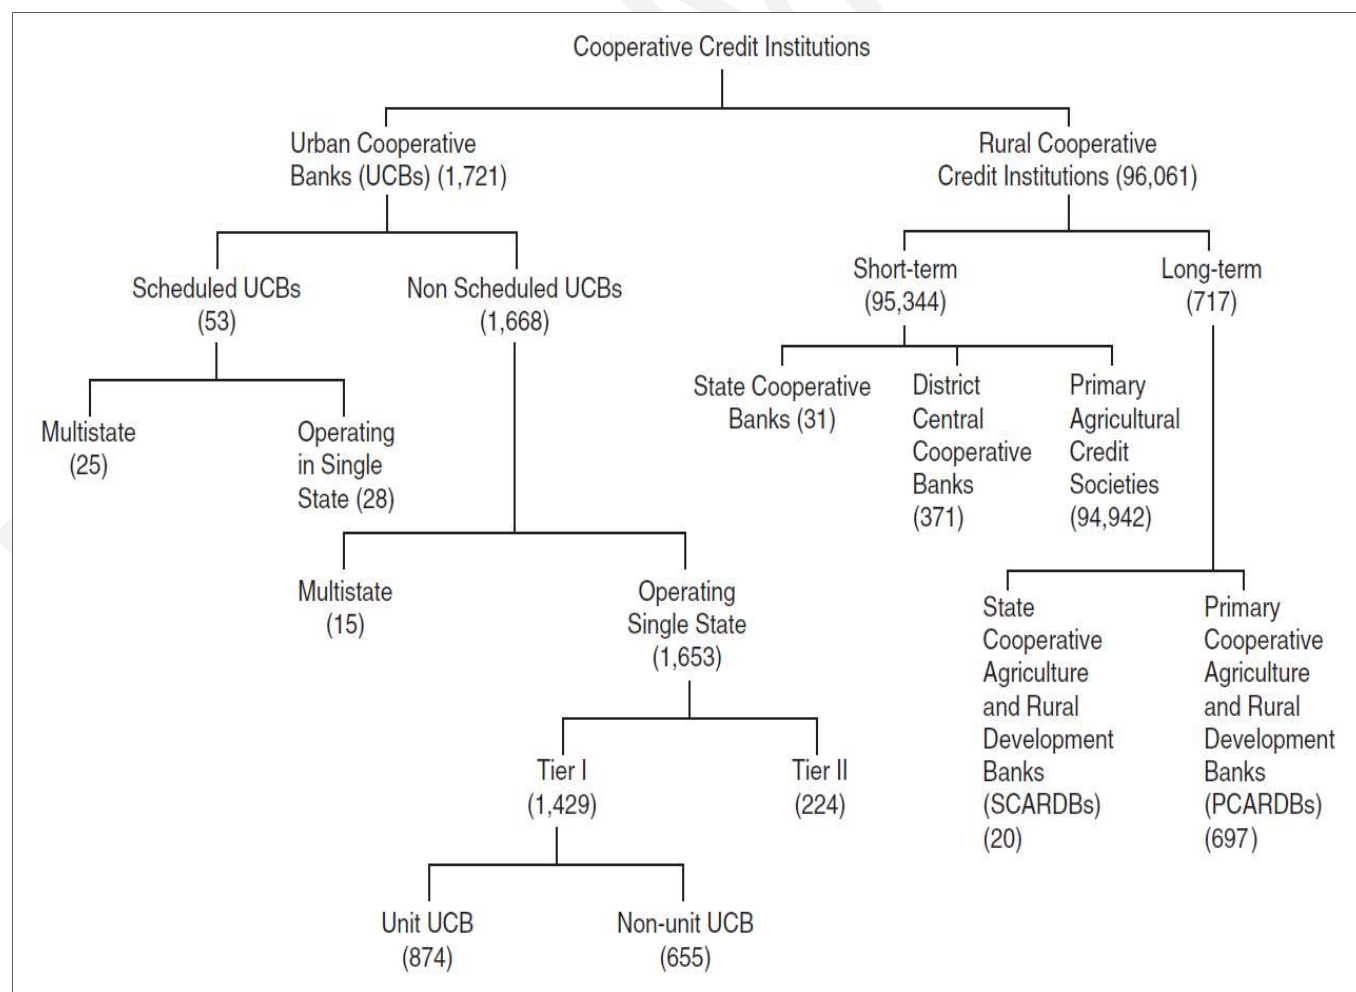 Cooperative Credit Institutions
Urban Cooperative
Banks (UCBs) (1,721)
Rural Cooperative
Credit Institutions (96,061)
Scheduled UCBs
(53)
Non Scheduled UCBs
(1,668)
Short-term
(95,344)
Long-term
(717)
Multistate
(25)
Operating
in Single
State (28)
State Cooperative
Banks (31)
District
Central
Cooperative
Banks
(371)
Primary
Agricultural
Credit
Societies
(94,942)
Multistate
(15)
Operating
Single State
(1,653)
State
Cooperative
Agriculture
and Rural
Development
Banks
(SCARDBs)
(20)
Primary
Cooperative
Agriculture
and Rural
Development
Banks
(PCARDBs)
(697)
Tier I
(1,429)
Tier II
(224)
Unit UCB
(874)
Non-unit UCB
(655)